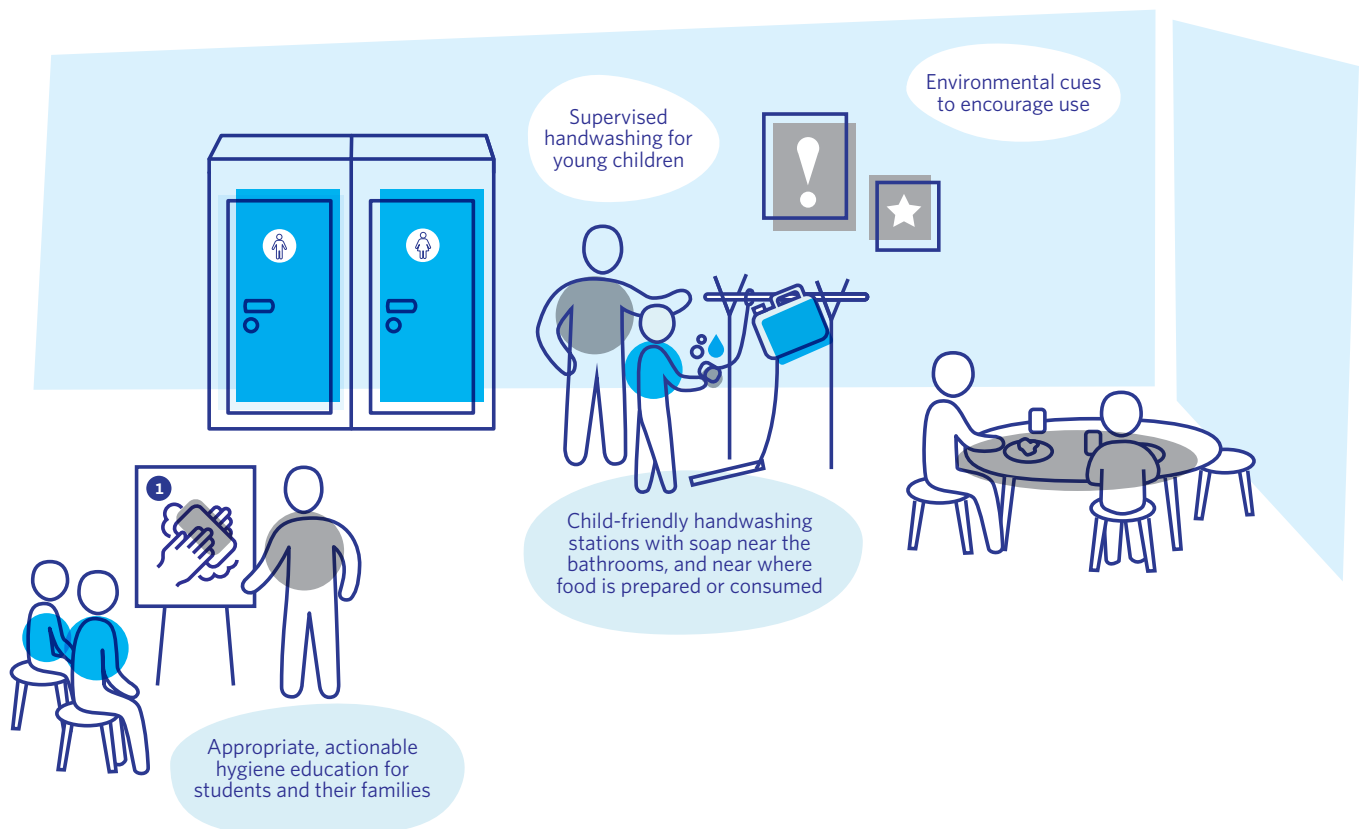 Environmental cues
to encourage use
Supervised
handwashing for
young children
1
Child-friendly handwashing
stations with soap near the
bathrooms, and near where
food is prepared or consumed
Appropriate, actionable
hygiene education for
students and their families